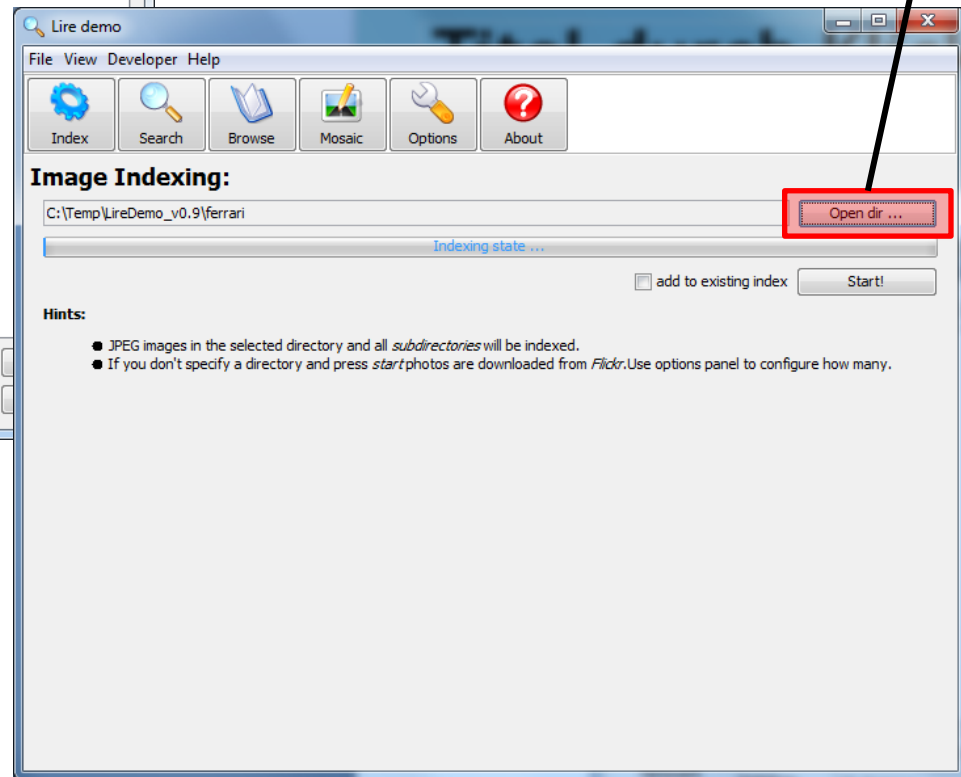 Lire demo
File View Developer Help
Index Search Browse Mosaic Options About
Image Indexing:
C:\Temp\LireDemo_v0.9\ferrari Open dir ...
Indexing state ...
add to existing index Start!
Hints:
JPEG images in the selected directory and all subdirectories will be indexed.
If you don't specify a directory and press start photos are downloaded from Flickr.Use options panel to configure how many.